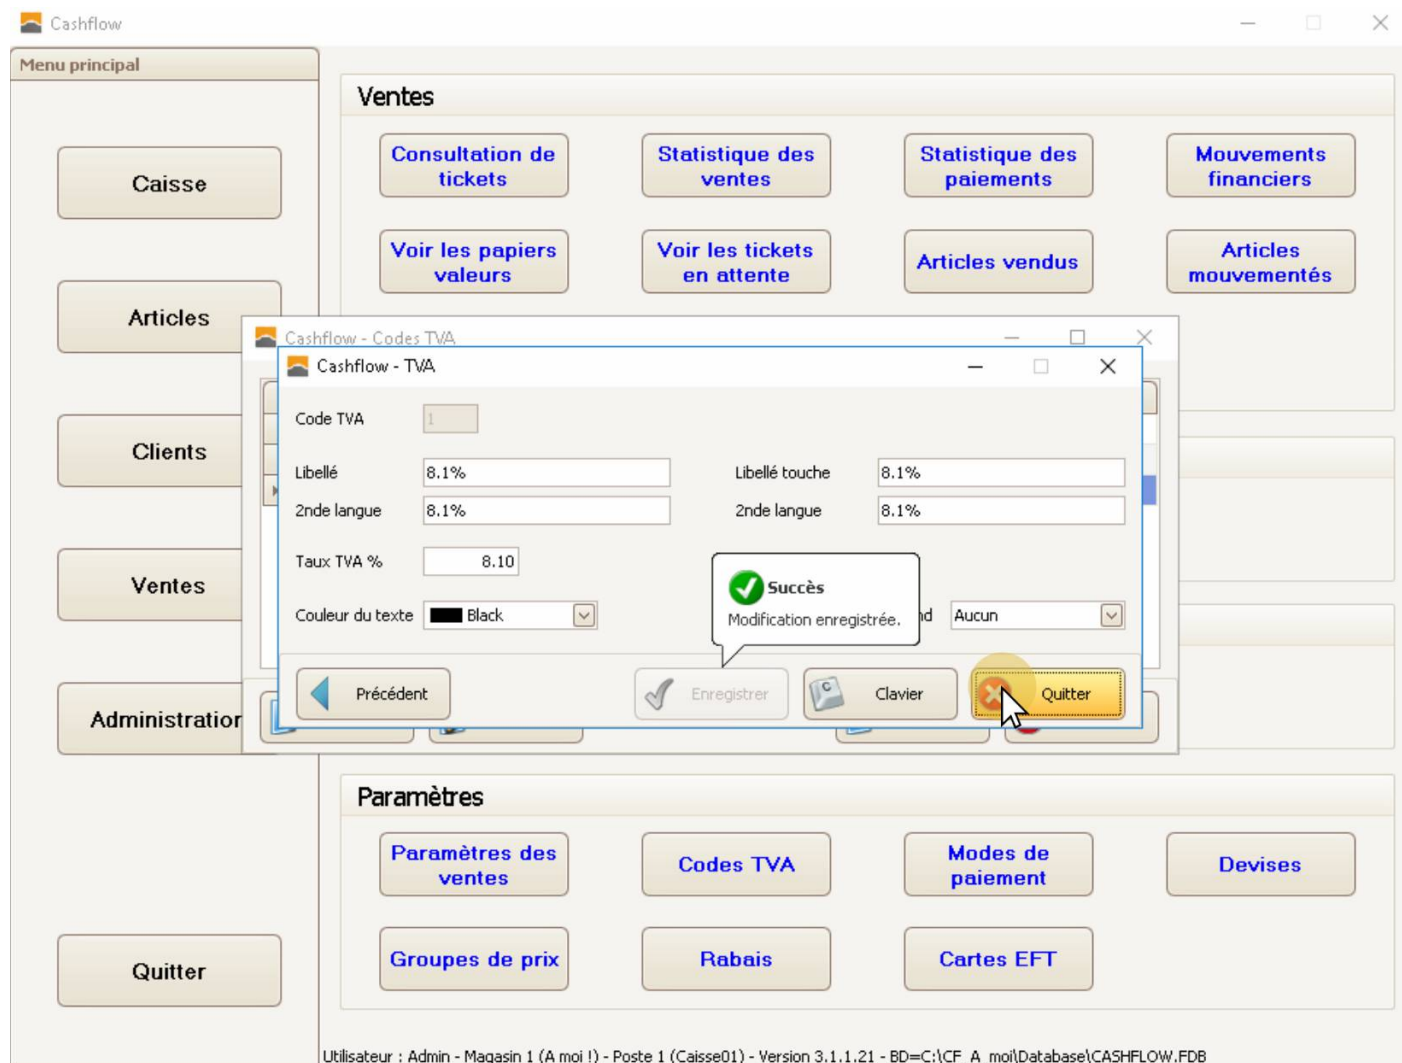 Cashflow
Menu principal
Caisse
Articles
Clients
Ventes
Administration
Quitter
Ventes
Consultation de
tickets
Statistique des
ventes
Statistique des
paiements
Mouvements
financiers
Voir les papiers
valeurs
Voir les tickets
en attente
Articles vendus
Articles
mouvementés
Cashflow - Codes TVA
Cashflow - TVA
Code TVA
1
Libellé
8.1%
Libellé touche
8.1%
2nde langue
8.1%
2nde langue
8.1%
Taux TVA %
8.10
Succès
Modification enregistrée.
Couleur du texte
Black
nd
Aucun
Précédent
Enregistrer
C
Clavier
Quitter
Paramètres
Paramètres des
ventes
Codes TVA
Modes de
paiement
Devises
Groupes de prix
Rabais
Cartes EFT
Utilisateur : Admin - Magasin 1 (A moi !) - Poste 1 (Caisse01) - Version 3.1.1.21 - BD=C:\CF_A_moi\Database\CASHFLOW.FDB